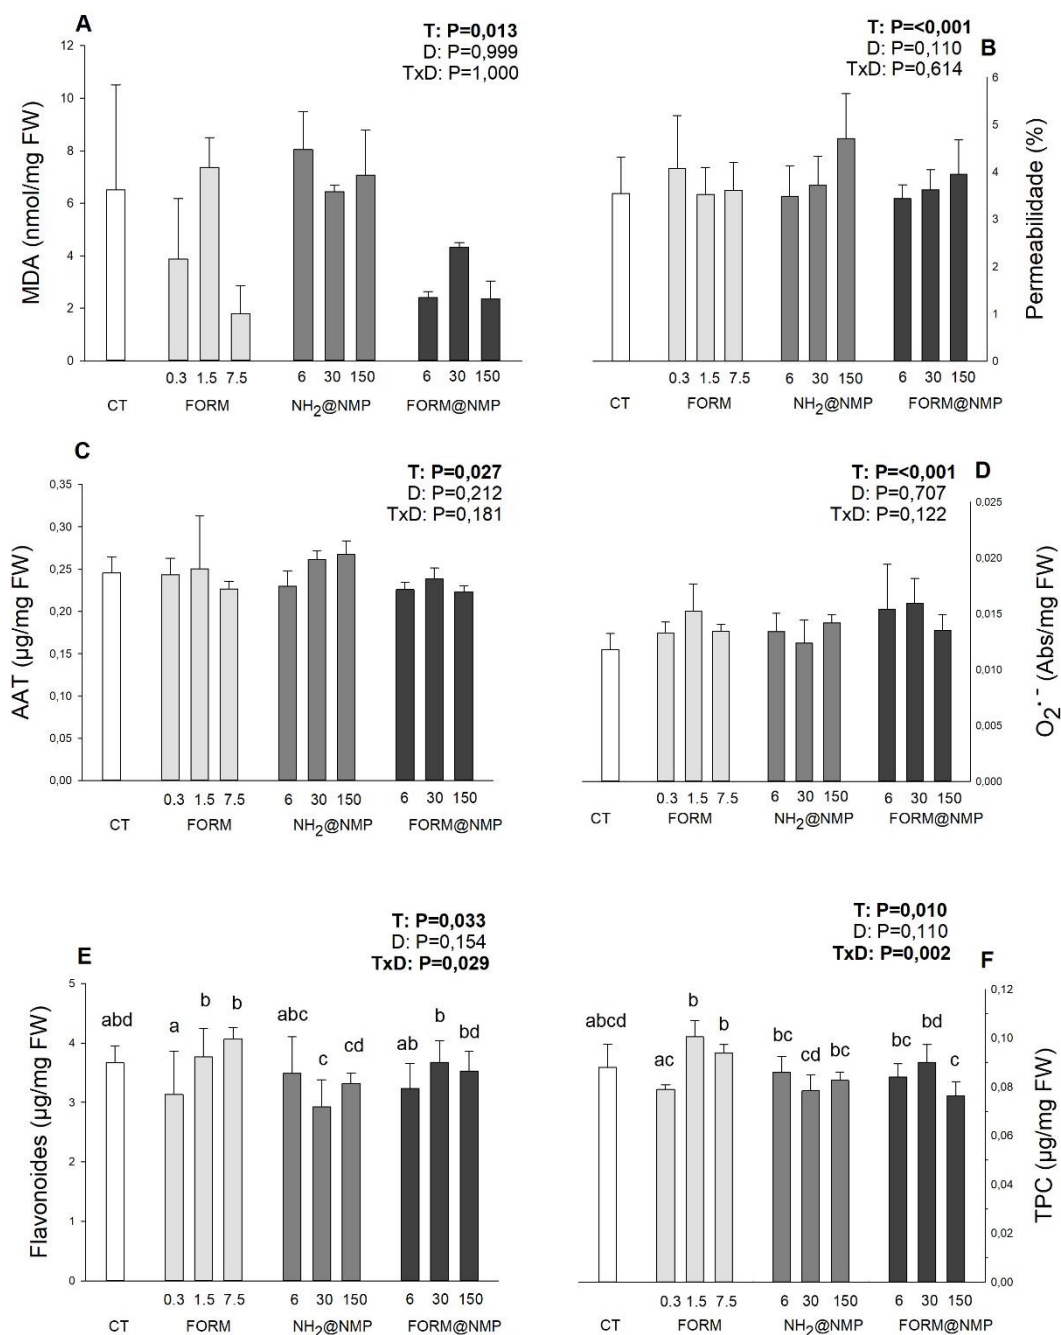 A
T: P=0,013
D: P=0,999
TxD: P=1,000
MDA (nmol/mg FW)
12
10
8
6
4
2
0
0.3 1.5 7.5 6 30 150 6 30 150
CT FORM NH₂@NMP FORM@NMP
T: P=<0,001
D: P=0,110
TxD: P=0,614
B
Permeabilidade (%)
6
5
4
3
2
1
0
0.3 1.5 7.5 6 30 150 6 30 150
CT FORM NH₂@NMP FORM@NMP
C
T: P=0,027
D: P=0,212
TxD: P=0,181
AAT (µg/mg FW)
0,35
0,30
0,25
0,20
0,15
0,10
0,05
0,00
0.3 1.5 7.5 6 30 150 6 30 150
CT FORM NH₂@NMP FORM@NMP
T: P=<0,001
D: P=0,707
TxD: P=0,122
D
O₂˙⁻ (Abs/mg FW)
0,025
0,020
0,015
0,010
0,005
0,000
0.3 1.5 7.5 6 30 150 6 30 150
CT FORM NH₂@NMP FORM@NMP
E
T: P=0,033
D: P=0,154
TxD: P=0,029
Flavonoides (µg/mg FW)
5
4
3
2
1
0
abd a b b abc c cd ab b bd
0.3 1.5 7.5 6 30 150 6 30 150
CT FORM NH₂@NMP FORM@NMP
T: P=0,010
D: P=0,110
TxD: P=0,002
F
TPC (µg/mg FW)
0,12
0,10
0,08
0,06
0,04
0,02
0,00
abcd ac b b bc cd bc bc bd c
0.3 1.5 7.5 6 30 150 6 30 150
CT FORM NH₂@NMP FORM@NMP